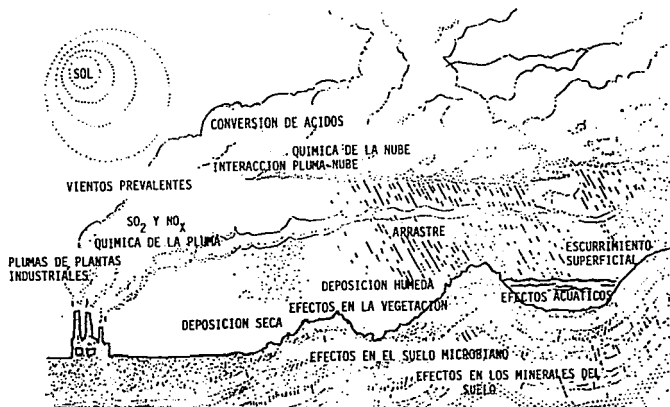 SOL
CONVERSION DE ACIDOS
QUIMICA DE LA NUBE
INTERACCION PLUMA-NUBE
VIENTOS PREVALENTES
SO2 Y NOX
QUIMICA DE LA PLUMA
PLUMAS DE PLANTAS
INDUSTRIALES
ARRASTRE
ESCURRIMIENTO
SUPERFICIAL
DEPOSICION HUMEDA
EFECTOS EN LA VEGETACION
EFECTOS ACUATICOS
DEPOSICION SECA
EFECTOS EN EL SUELO MICROBIANO
EFECTOS EN LOS MINERALES DEL
SUELO